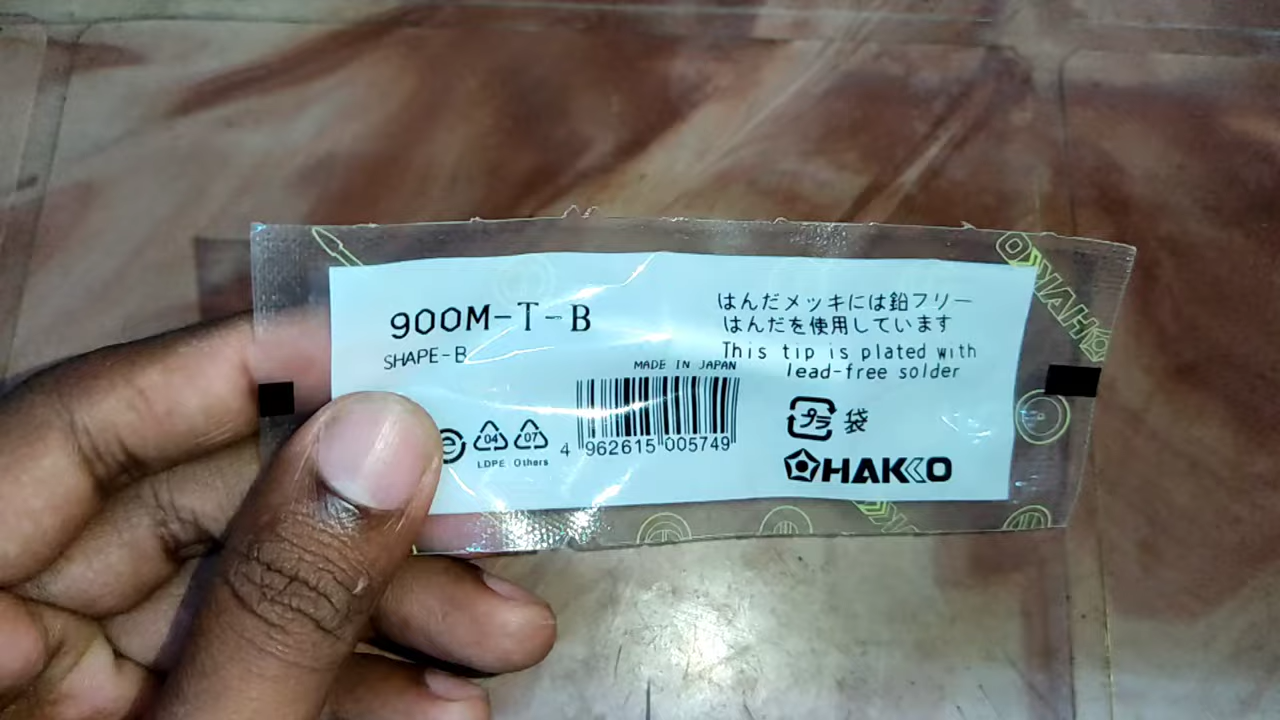 900M-T-B
SHAPE-B
はんだメッキには鉛フリー
はんだを使用しています
This tip is plated with
lead-free solder
MADE IN JAPAN
4 962615 005749
04
07
LDPE Others
プラ 袋
HAKKO
HAKKO